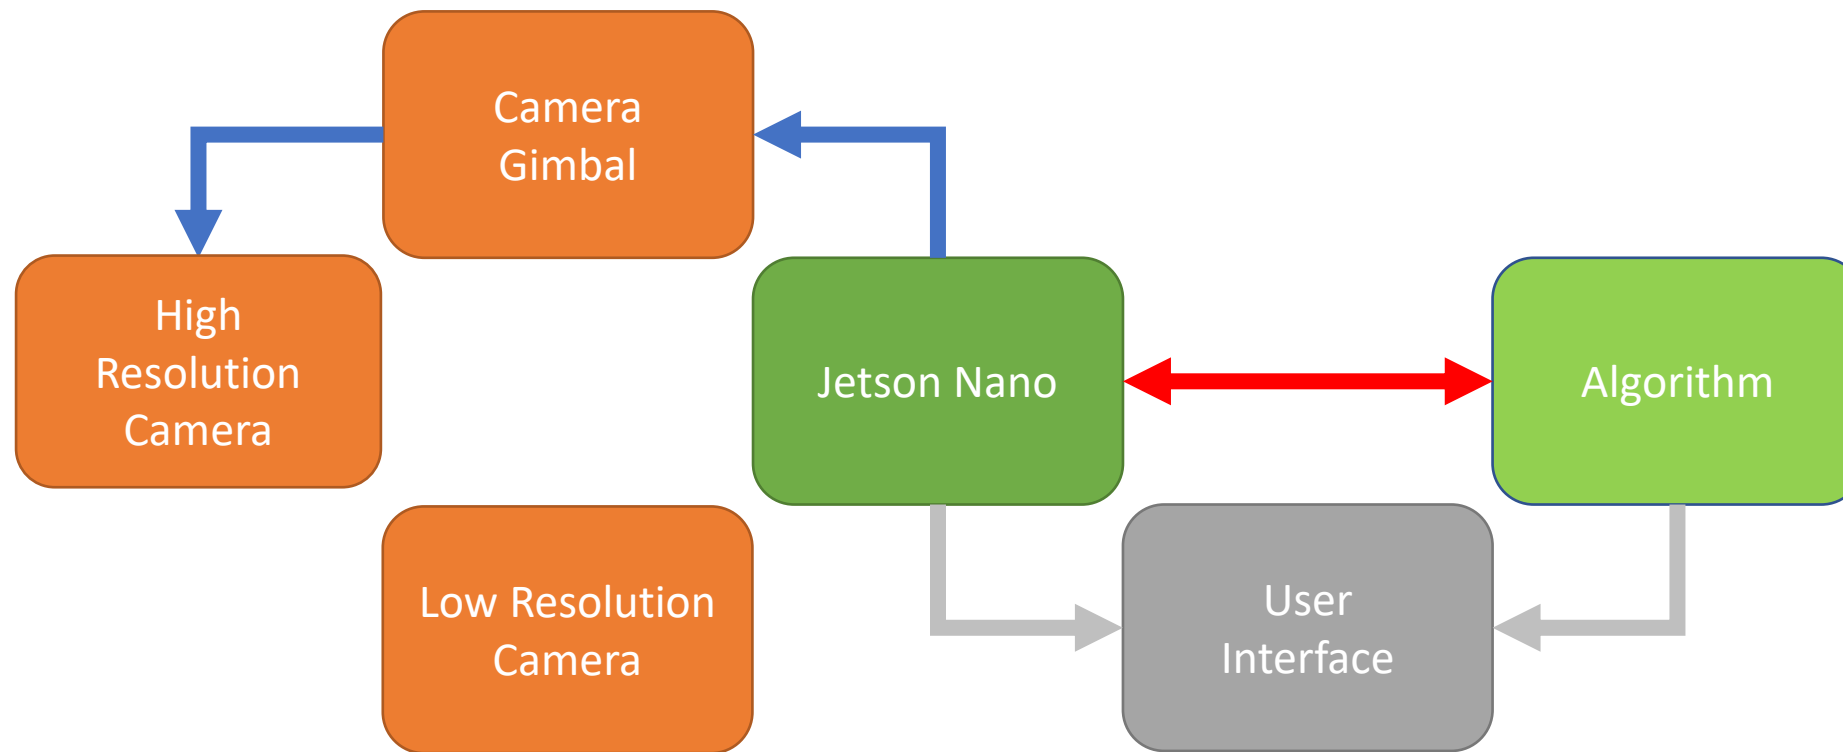 Camera
Gimbal
High
Resolution
Camera
Jetson Nano
Algorithm
Low Resolution
Camera
User
Interface